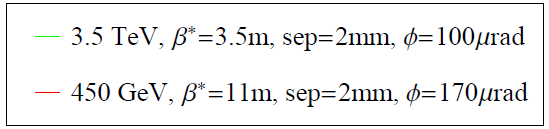 3.5 TeV, β*=3.5m, sep=2mm, ϕ=100μrad
450 GeV, β*=11m, sep=2mm, ϕ=170μrad